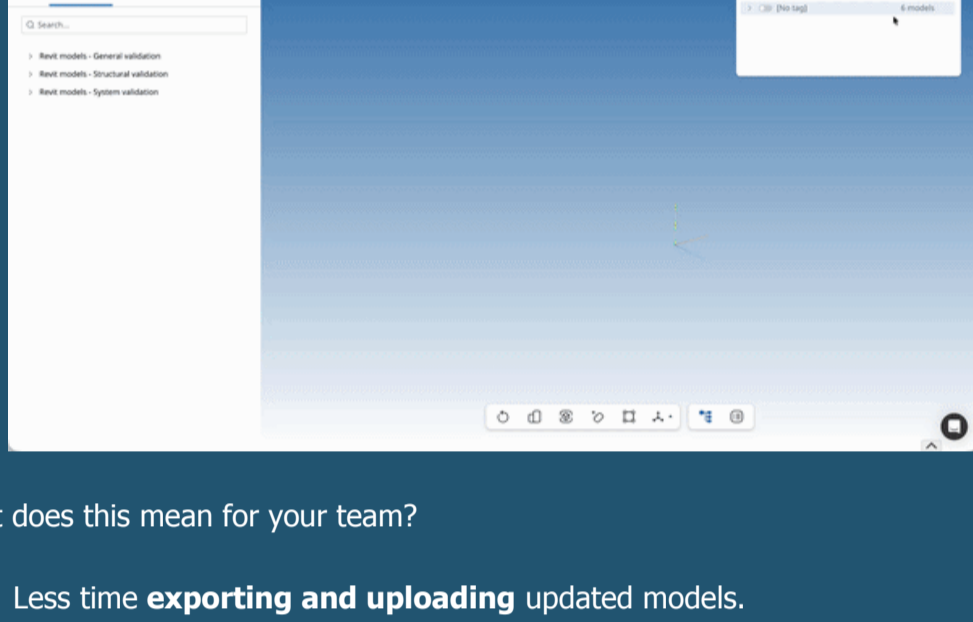 Search...
[No tag] 6 models
Revit models - General validation
Revit models - Structural validation
Revit models - System validation
t does this mean for your team?
Less time exporting and uploading updated models.